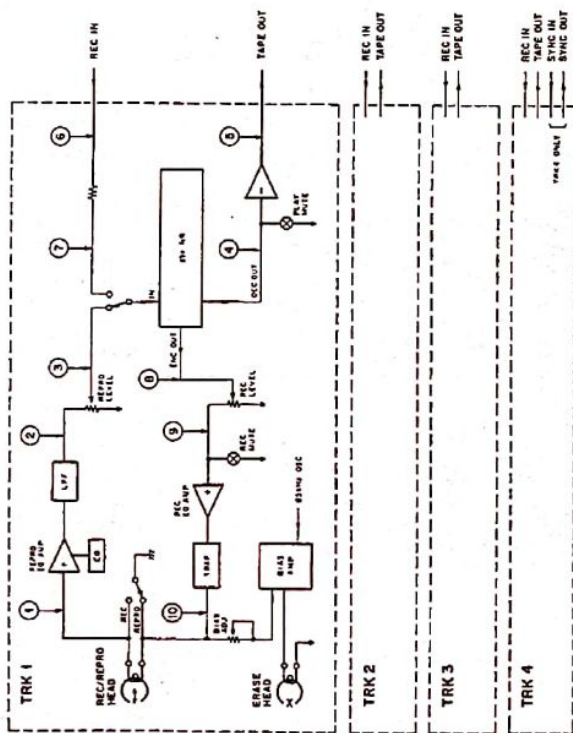 REC IN
TAPE OUT
6
5
7
4
PLAY
MUTE
IN
DEC OUT
3
REPRO
LEVEL
ENC OUT
8
REC
LEVEL
2
9
REC
MUTE
LPF
REPRO
EQ AMP
EQ
REC
EQ AMP
TRAP
BIAS
AMP
OSC
1
10
REC
REPRO
BIAS
ADJ
REC/REPRO
HEAD
ERASE
HEAD
TRK 1
TRK 2
REC IN
TAPE OUT
TRK 3
REC IN
TAPE OUT
TRK 4
REC IN
TAPE OUT
SYNC IN
SYNC OUT
ONLY